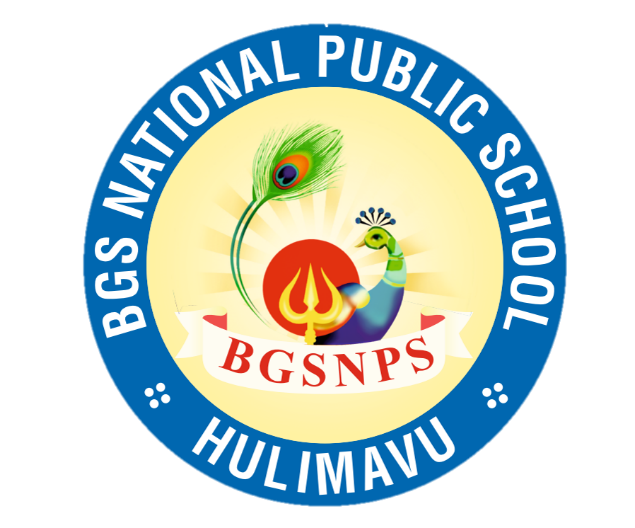 BGS NATIONAL PUBLIC SCHOOL
BGSNPS
HULIMAVU